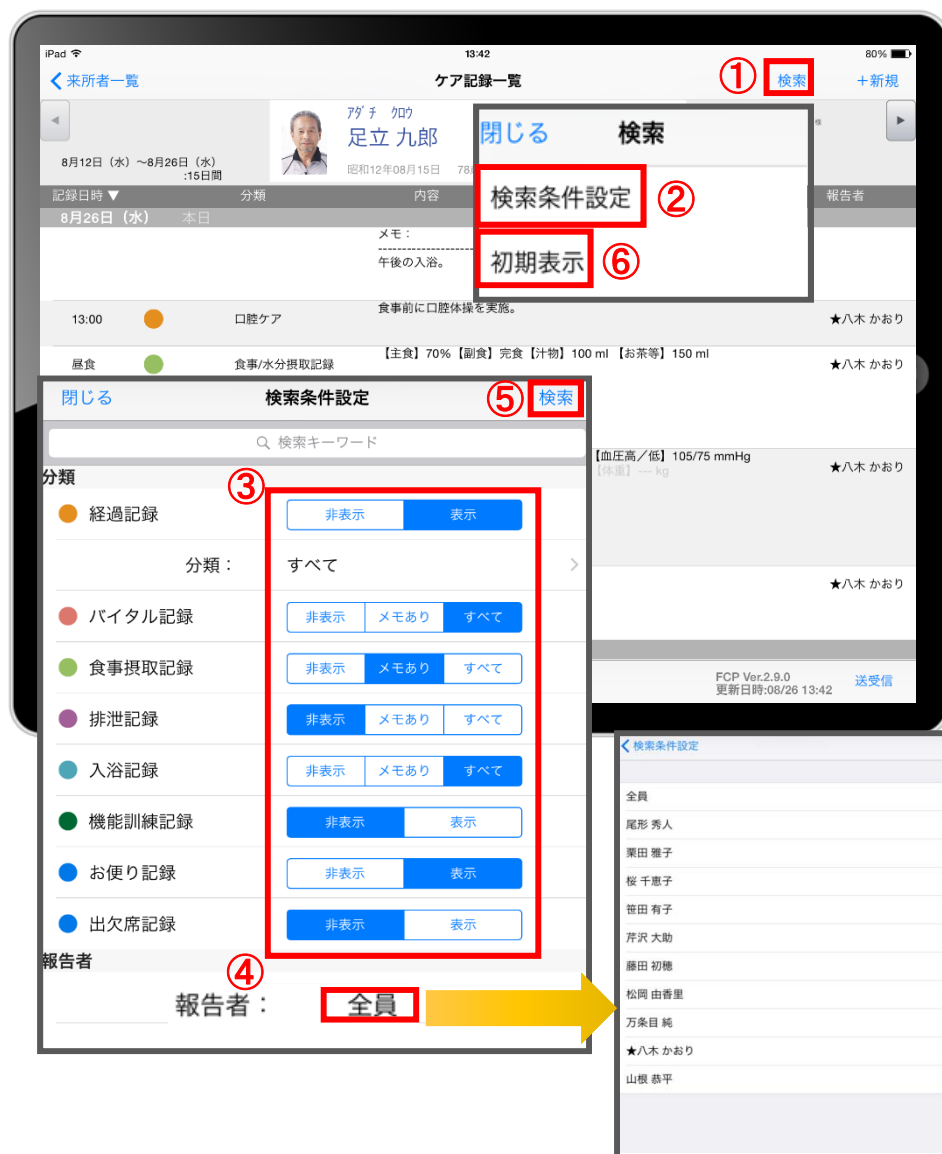 iPad 13:42 80%
来所者一覧 ケア記録一覧 ① 検索 +新規
アダチ クロウ
足立 九郎
昭和12年08月15日 78
様
8月12日（水）～8月26日（水）
:15日間
記録日時▼ 分類 内容 報告者
8月26日（水） 本日
閉じる 検索
検索条件設定 ②
初期表示 ⑥
メモ：
----------------------
午後の入浴。
13:00 口腔ケア 食事前に口腔体操を実施。 ★八木 かおり
昼食 食事/水分摂取記録 【主食】70%【副食】完食【汁物】100 ml 【お茶等】150 ml ★八木 かおり
【血圧高／低】105/75 mmHg
【体重】--- kg
★八木 かおり
★八木 かおり
FCP Ver.2.9.0
更新日時:08/26 13:42
送受信
閉じる 検索条件設定 ⑤ 検索
検索キーワード
分類
③
経過記録 非表示 表示
分類： すべて
バイタル記録 非表示 メモあり すべて
食事摂取記録 非表示 メモあり すべて
排泄記録 非表示 メモあり すべて
入浴記録 非表示 メモあり すべて
機能訓練記録 非表示 表示
お便り記録 非表示 表示
出欠席記録 非表示 表示
報告者
④
報告者： 全員
検索条件設定
全員
尾形 秀人
栗田 雅子
桜 千恵子
笹田 有子
芹沢 大助
藤田 初穂
松岡 由香里
万条目 純
★八木 かおり
山根 恭平